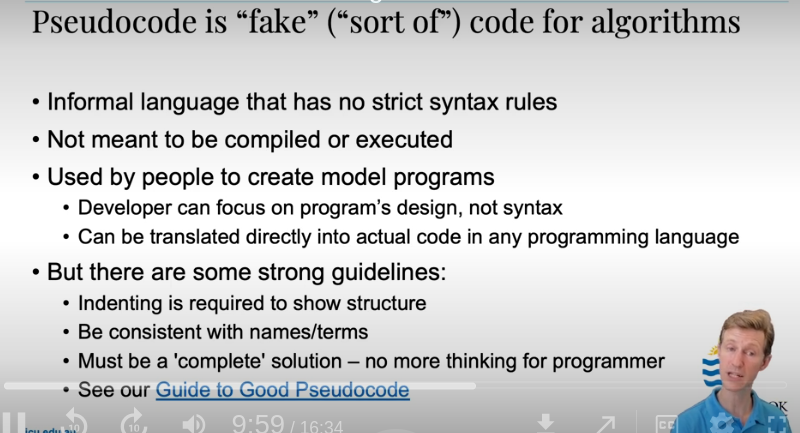 Pseudocode is “fake” (“sort of”) code for algorithms
• Informal language that has no strict syntax rules
• Not meant to be compiled or executed
• Used by people to create model programs
• Developer can focus on program’s design, not syntax
• Can be translated directly into actual code in any programming language
• But there are some strong guidelines:
• Indenting is required to show structure
• Be consistent with names/terms
• Must be a 'complete' solution – no more thinking for programmer
• See our Guide to Good Pseudocode
10
10
9:59 / 16:34
jcu.edu.au